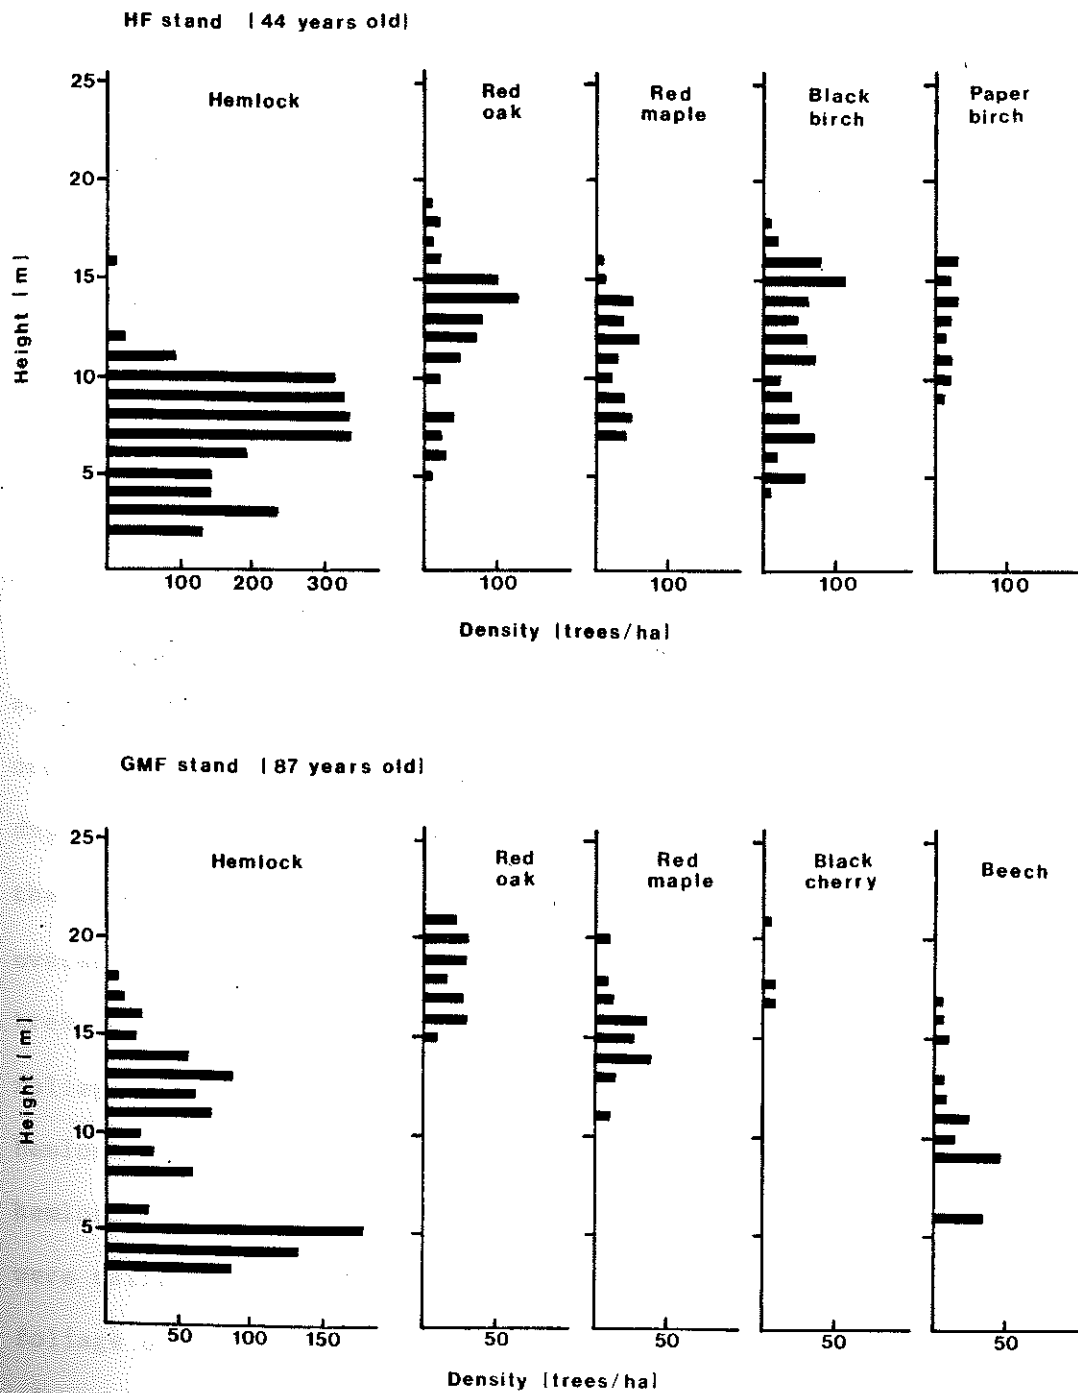 HF stand [44 years old]
Hemlock
Red
oak
Red
maple
Black
birch
Paper
birch
25
20
15
10
5
Height [m]
100 200 300 100 100 100 100
Density [trees/ha]
GMF stand [87 years old]
Hemlock
Red
oak
Red
maple
Black
cherry
Beech
25
20
15
10
5
Height [m]
50 100 150 50 50 50 50
Density [trees/ha]